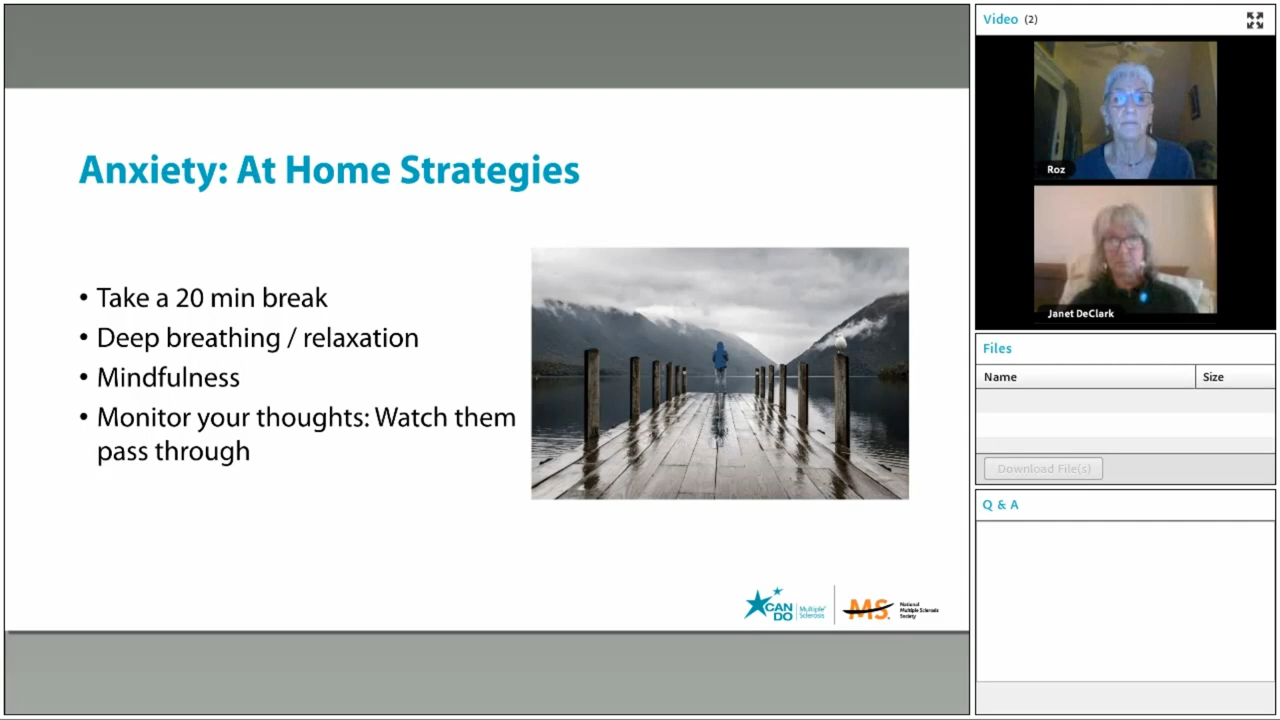 Anxiety: At Home Strategies
• Take a 20 min break
• Deep breathing / relaxation
• Mindfulness
• Monitor your thoughts: Watch them
pass through
CAN
DO
Multiple
Sclerosis
MS
National
Multiple Sclerosis
Society
Video (2)
Roz
Janet DeClark
Files
Name Size
Download File(s)
Q & A